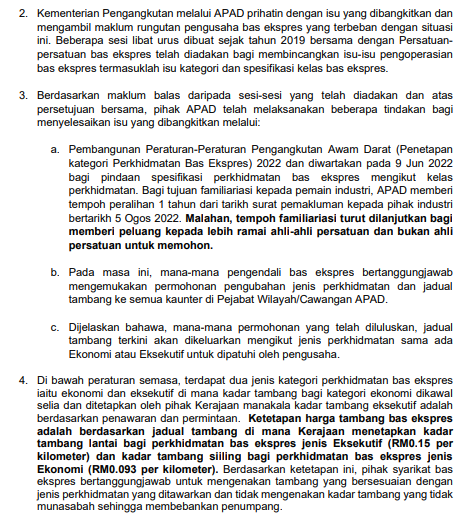 2. Kementerian Pengangkutan melalui APAD prihatin dengan isu yang dibangkitkan dan
mengambil maklum rungutan pengusaha bas ekspres yang terbeban dengan situasi
ini. Beberapa sesi libat urus dibuat sejak tahun 2019 bersama dengan Persatuan-
persatuan bas ekspres telah diadakan bagi membincangkan isu-isu pengoperasian
bas ekspres termasuklah isu kategori dan spesifikasi kelas bas ekspres.
3. Berdasarkan maklum balas daripada sesi-sesi yang telah diadakan dan atas
persetujuan bersama, pihak APAD telah melaksanakan beberapa tindakan bagi
menyelesaikan isu yang dibangkitkan melalui:
a. Pembangunan Peraturan-Peraturan Pengangkutan Awam Darat (Penetapan
kategori Perkhidmatan Bas Ekspres) 2022 dan diwartakan pada 9 Jun 2022
bagi pindaan spesifikasi perkhidmatan bas ekspres mengikut kelas
perkhidmatan. Bagi tujuan familiariasi kepada pemain industri, APAD memberi
tempoh peralihan 1 tahun dari tarikh surat pemakluman kepada pihak industri
bertarikh 5 Ogos 2022. Malahan, tempoh familiariasi turut dilanjutkan bagi
memberi peluang kepada lebih ramai ahli-ahli persatuan dan bukan ahli
persatuan untuk memohon.
b. Pada masa ini, mana-mana pengendali bas ekspres bertanggungjawab
mengemukakan permohonan pengubahan jenis perkhidmatan dan jadual
tambang ke semua kaunter di Pejabat Wilayah/Cawangan APAD.
c. Dijelaskan bahawa, mana-mana permohonan yang telah diluluskan, jadual
tambang terkini akan dikeluarkan mengikut jenis perkhidmatan sama ada
Ekonomi atau Eksekutif untuk dipatuhi oleh pengusaha.
4. Di bawah peraturan semasa, terdapat dua jenis kategori perkhidmatan bas ekspres
iaitu ekonomi dan eksekutif di mana kadar tambang bagi kategori ekonomi dikawal
selia dan ditetapkan oleh pihak Kerajaan manakala kadar tambang eksekutif adalah
berdasarkan penawaran dan permintaan. Ketetapan harga tambang bas ekspres
adalah berdasarkan jadual tambang di mana Kerajaan menetapkan kadar
tambang lantai bagi perkhidmatan bas ekspres jenis Eksekutif (RM0.15 per
kilometer) dan kadar tambang siiling bagi perkhidmatan bas ekspres jenis
Ekonomi (RM0.093 per kilometer). Berdasarkan ketetapan ini, pihak syarikat bas
ekspres bertanggungjawab untuk mengenakan tambang yang bersesuaian dengan
jenis perkhidmatan yang ditawarkan dan tidak mengenakan kadar tambang yang tidak
munasabah sehingga membebankan penumpang.